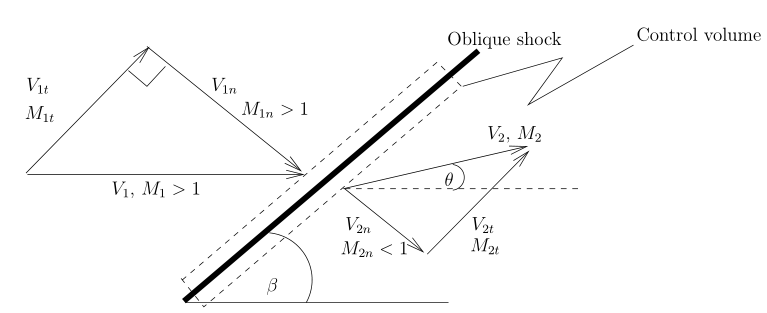 Oblique shock
Control volume
V₁ₜ
M₁ₜ
V₁ₙ
M₁ₙ > 1
V₁, M₁ > 1
V₂, M₂
θ
V₂ₙ
M₂ₙ < 1
V₂ₜ
M₂ₜ
β